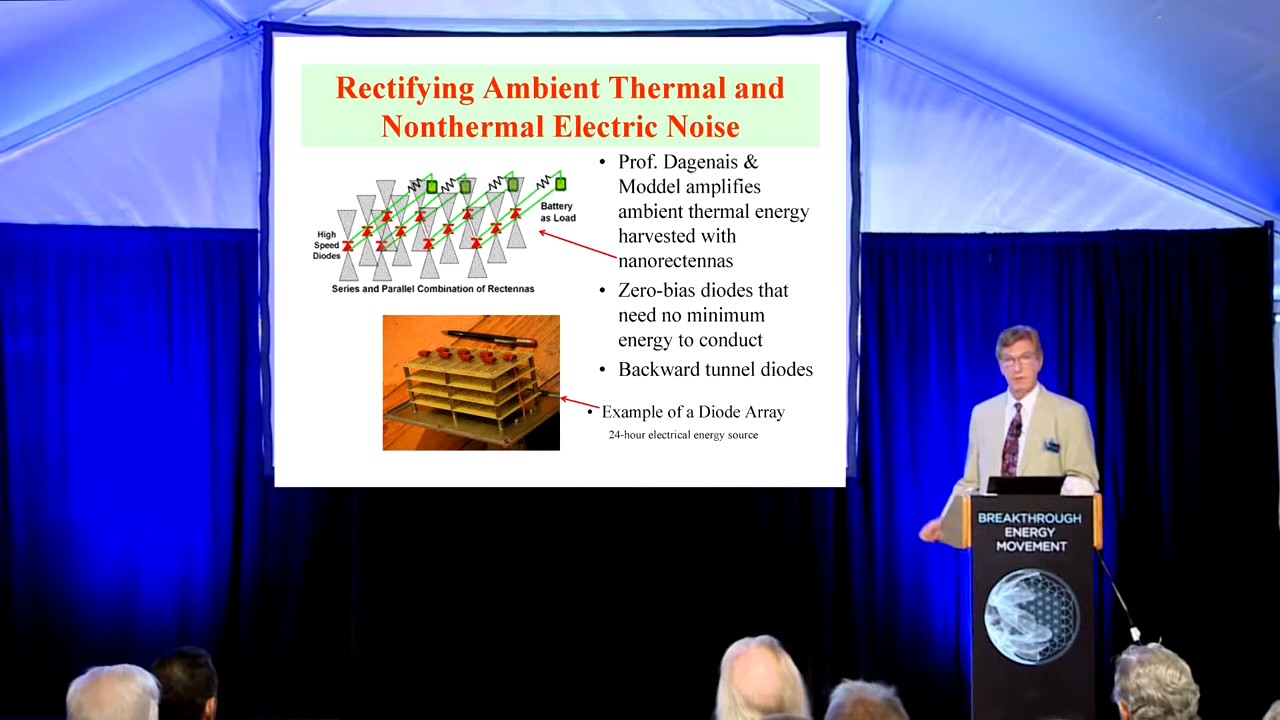 Rectifying Ambient Thermal and
Nonthermal Electric Noise
• Prof. Dagenais &
Moddel amplifies
ambient thermal energy
harvested with
nanorectennas
• Zero-bias diodes that
need no minimum
energy to conduct
• Backward tunnel diodes
Battery
as Load
High
Speed
Diodes
Series and Parallel Combination of Rectennas
• Example of a Diode Array
24-hour electrical energy source
BREAKTHROUGH
ENERGY
MOVEMENT